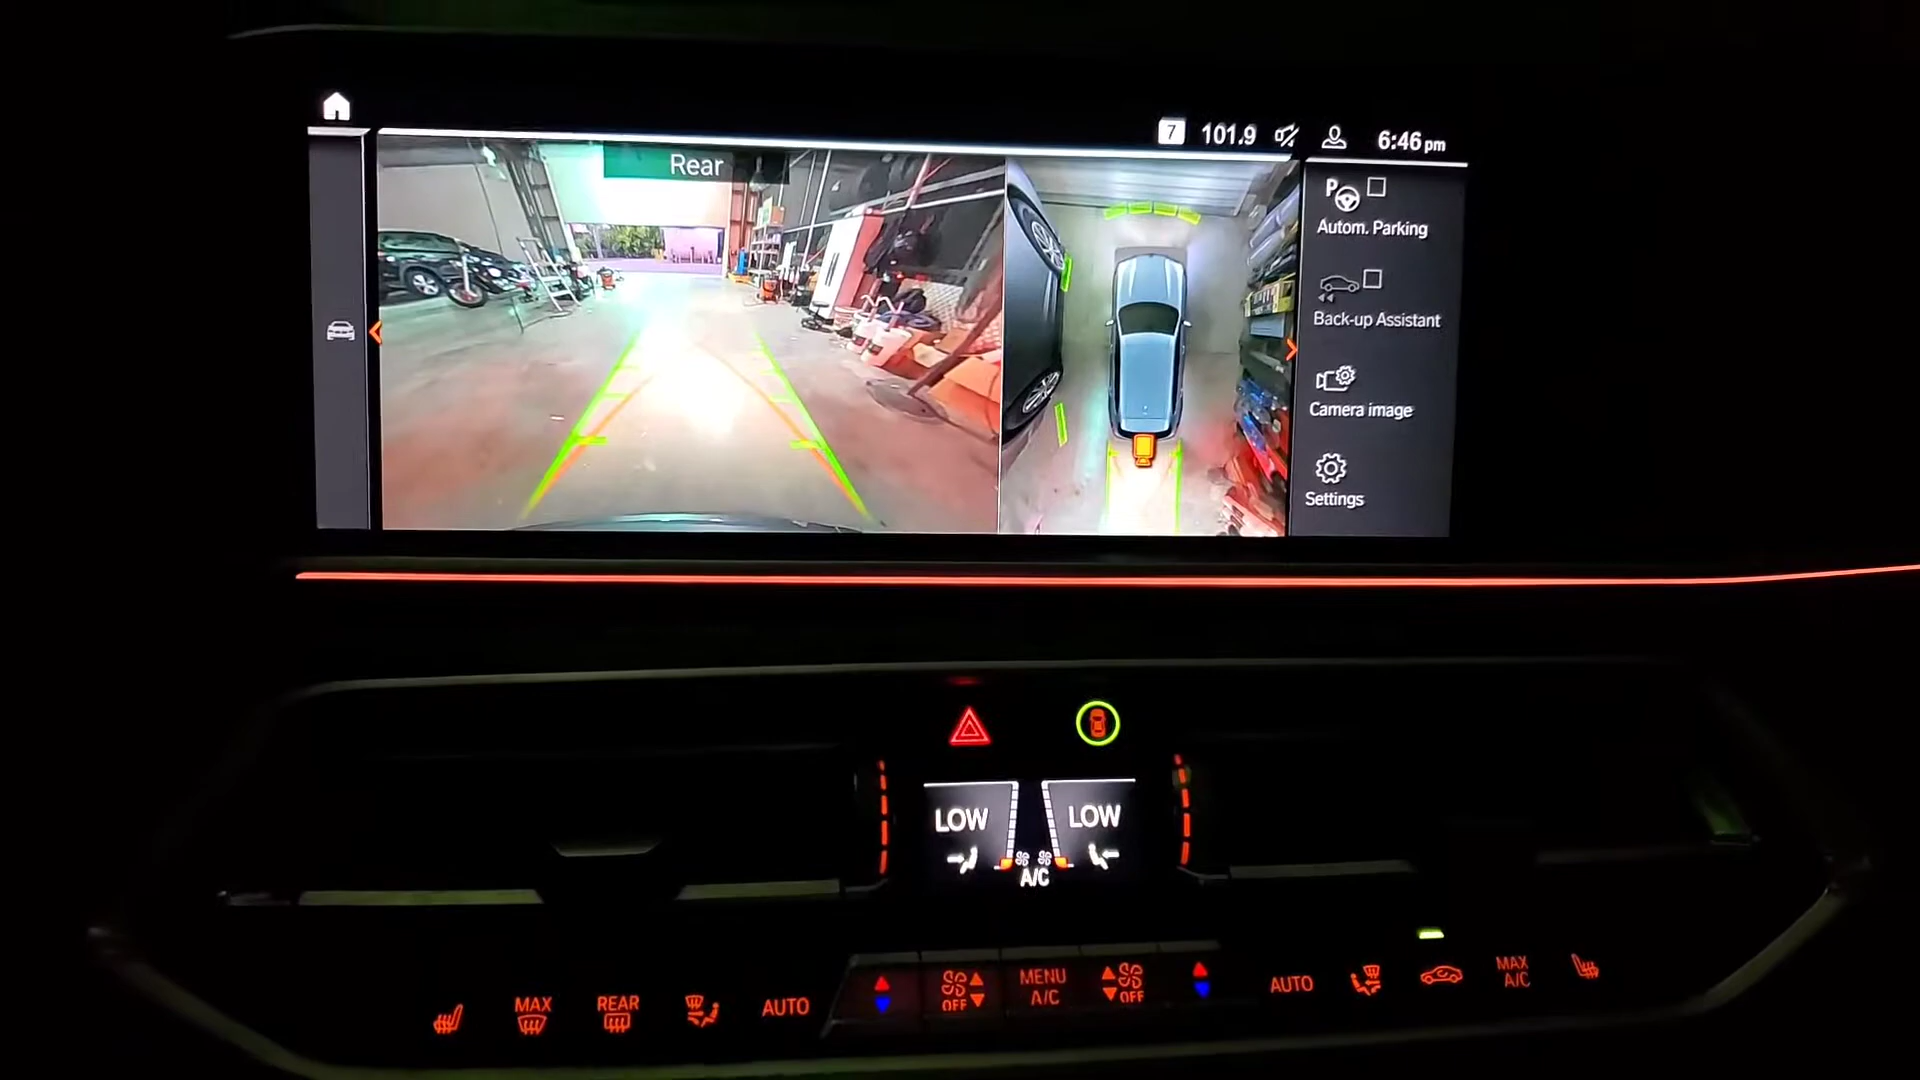 7 101.9 6:46 pm
Rear
P
Autom. Parking
Back-up Assistant
Camera image
Settings
LOW LOW
A/C
MAX
REAR
AUTO
OFF
MENU
A/C
OFF
AUTO
MAX
A/C